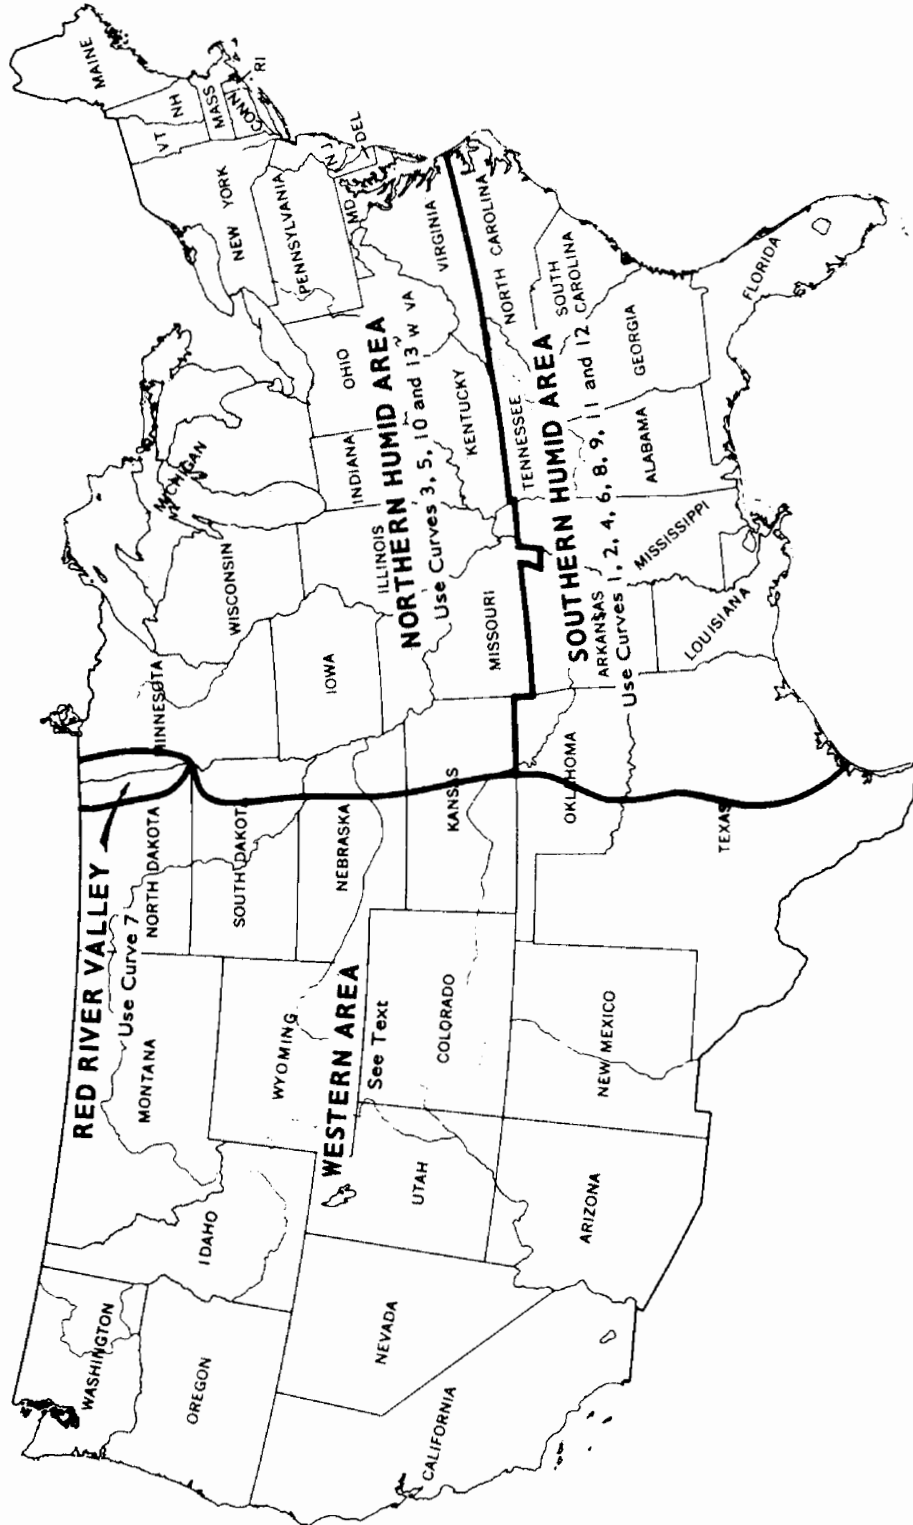 RED RIVER VALLEY
Use Curve 7
WESTERN AREA
See Text
NORTHERN HUMID AREA
Use Curves 3, 5, 10 and 13
SOUTHERN HUMID AREA
Use Curves 1, 2, 4, 6, 8, 9, 11 and 12
WASHINGTON
OREGON
CALIFORNIA
NEVADA
IDAHO
MONTANA
WYOMING
UTAH
ARIZONA
COLORADO
NEW MEXICO
NORTH DAKOTA
SOUTH DAKOT
NEBRASKA
KANSAS
OKLAHOMA
TEXAS
MINNESOTA
IOWA
MISSOURI
ARKANSAS
LOUISIANA
WISCONSIN
ILLINOIS
MICHIGAN
INDIANA
OHIO
KENTUCKY
TENNESSEE
MISSISSIPPI
ALABAMA
GEORGIA
FLORIDA
SOUTH
CAROLINA
NORTH CAROLINA
VIRGINIA
W VA
MD
DEL
NJ
PENNSYLVANIA
NEW YORK
CONN
RI
MASS
VT
NH
MAINE